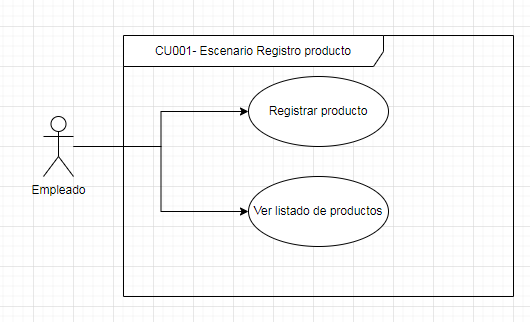 CU001- Escenario Registro producto
Registrar producto
Empleado
Ver listado de productos